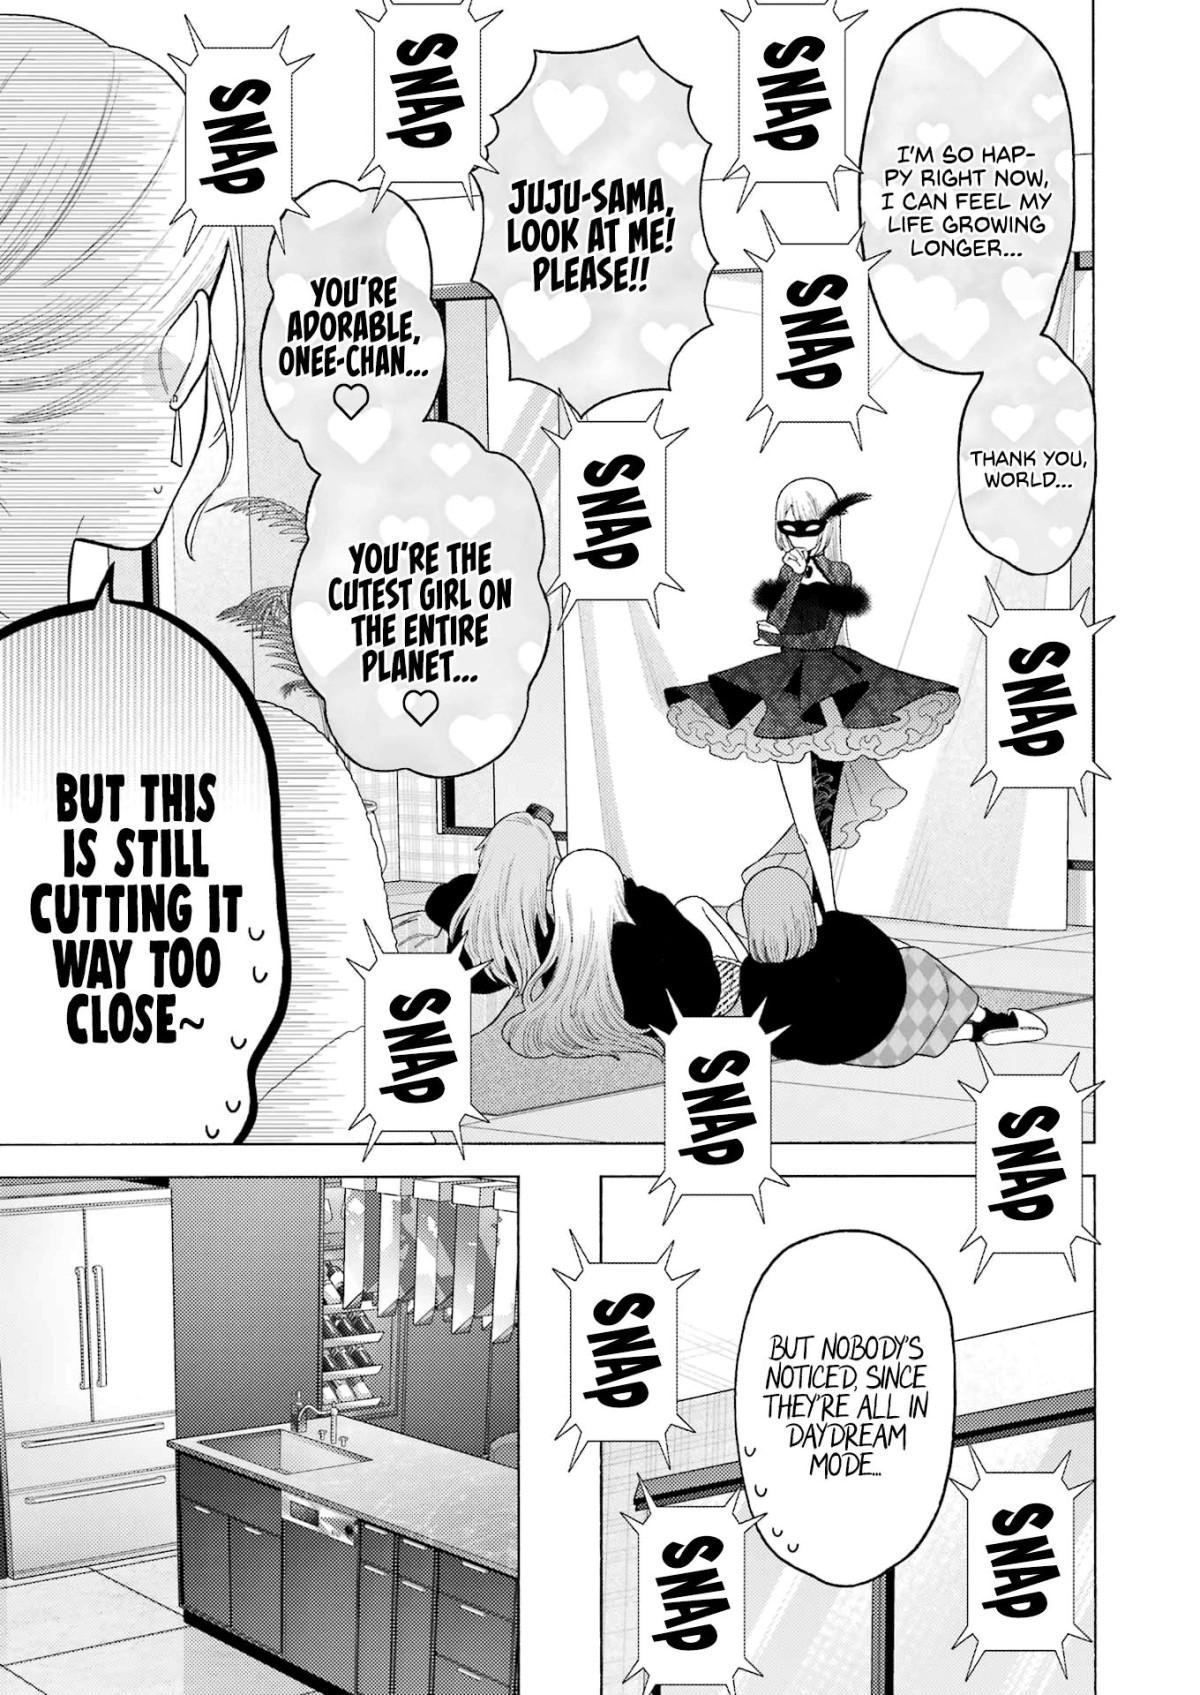 I'M SO HAP-
PY RIGHT NOW,
I CAN FEEL MY
LIFE GROWING
LONGER...
THANK YOU,
WORLD...
SNAP
SNAP
SNAP
SNAP
JUJU-SAMA,
LOOK AT ME!
PLEASE!!
YOU'RE
ADORABLE,
ONEE-CHAN...
♡
YOU'RE THE
CUTEST GIRL ON
THE ENTIRE
PLANET...
♡
SNAP
SNAP
BUT THIS
IS STILL
CUTTING IT
WAY TOO
CLOSE~
SNAP
SNAP
SNAP
SNAP
BUT NOBODY'S
NOTICED, SINCE
THEY'RE ALL IN
DAYDREAM
MODE...
SNAP
SNAP